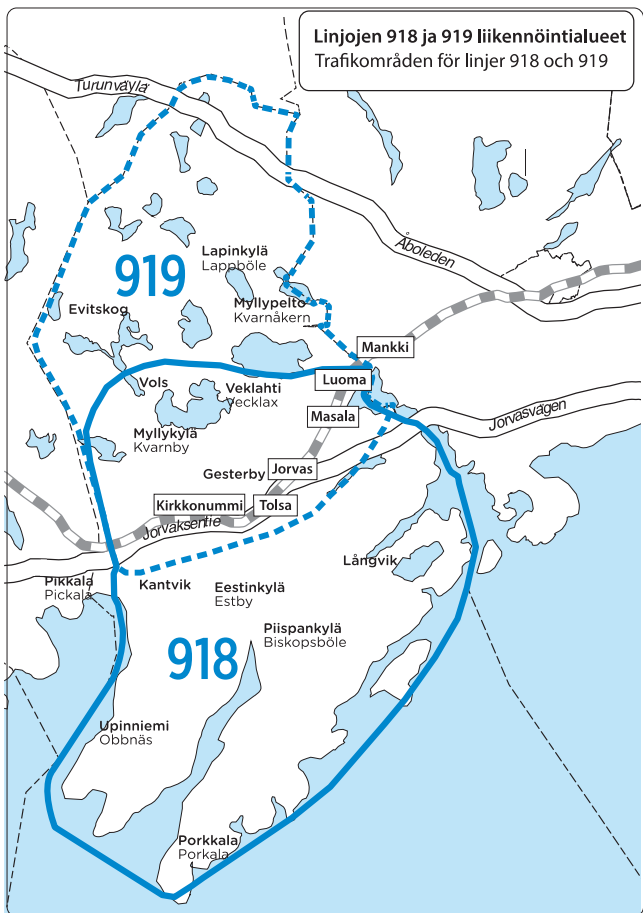 Linjojen 918 ja 919 liikennöintialueet
Trafikområden för linjer 918 och 919
Turunväylä
Åboleden
Lapinkylä
Lappböle
919
Myllypelto
Kvarnåkern
Evitskog
Mankki
Luoma
Vols
Veklahti
Vecklax
Masala
Jorvasvägen
Myllykylä
Kvarnby
Gesterby
Jorvas
Kirkkonummi
Tolsa
Jorvaksentie
Långvik
Pikkala
Pickala
Kantvik
Eestinkylä
Estby
Piispankylä
Biskopsböle
918
Upinniemi
Obbnäs
Porkkala
Porkala